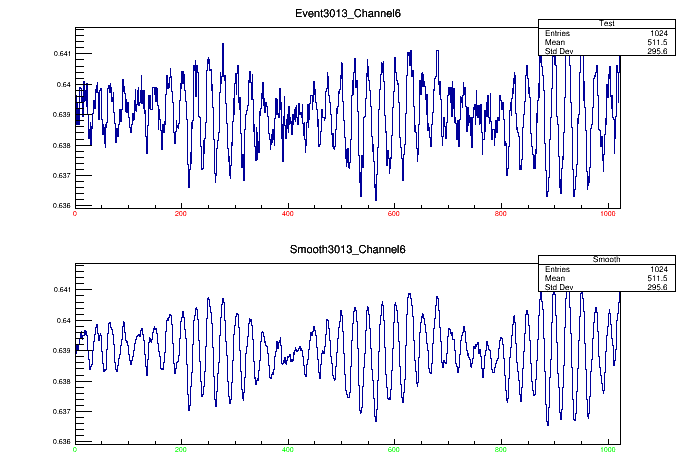 Event3013_Channel6
Test
Entries 1024
Mean 511.5
Std Dev 295.6
0.641
0.64
0.639
0.638
0.637
0.636
0 200 400 600 800 1000
Smooth3013_Channel6
Smooth
Entries 1024
Mean 511.5
Std Dev 295.6
0.641
0.64
0.639
0.638
0.637
0.636
0 200 400 600 800 1000